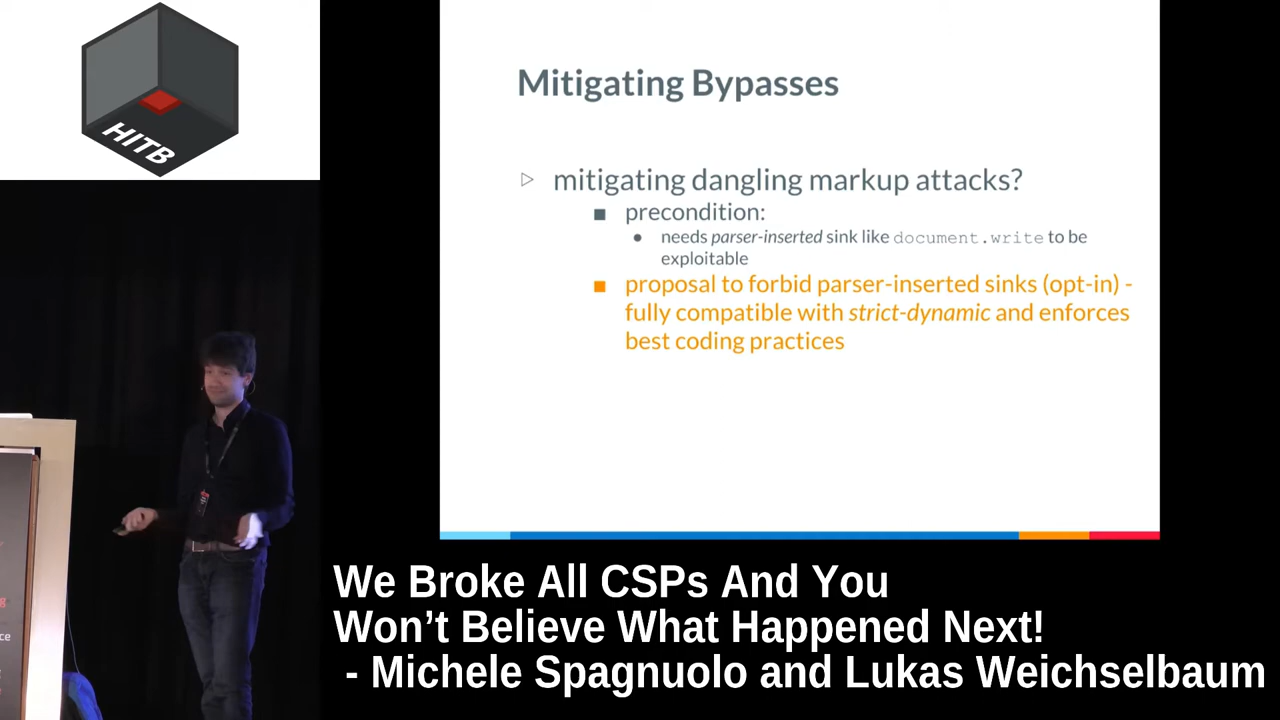 HITB
Mitigating Bypasses
▷ mitigating dangling markup attacks?
■ precondition:
● needs parser-inserted sink like document.write to be
exploitable
■ proposal to forbid parser-inserted sinks (opt-in) -
fully compatible with strict-dynamic and enforces
best coding practices
We Broke All CSPs And You
Won’t Believe What Happened Next!
- Michele Spagnuolo and Lukas Weichselbaum